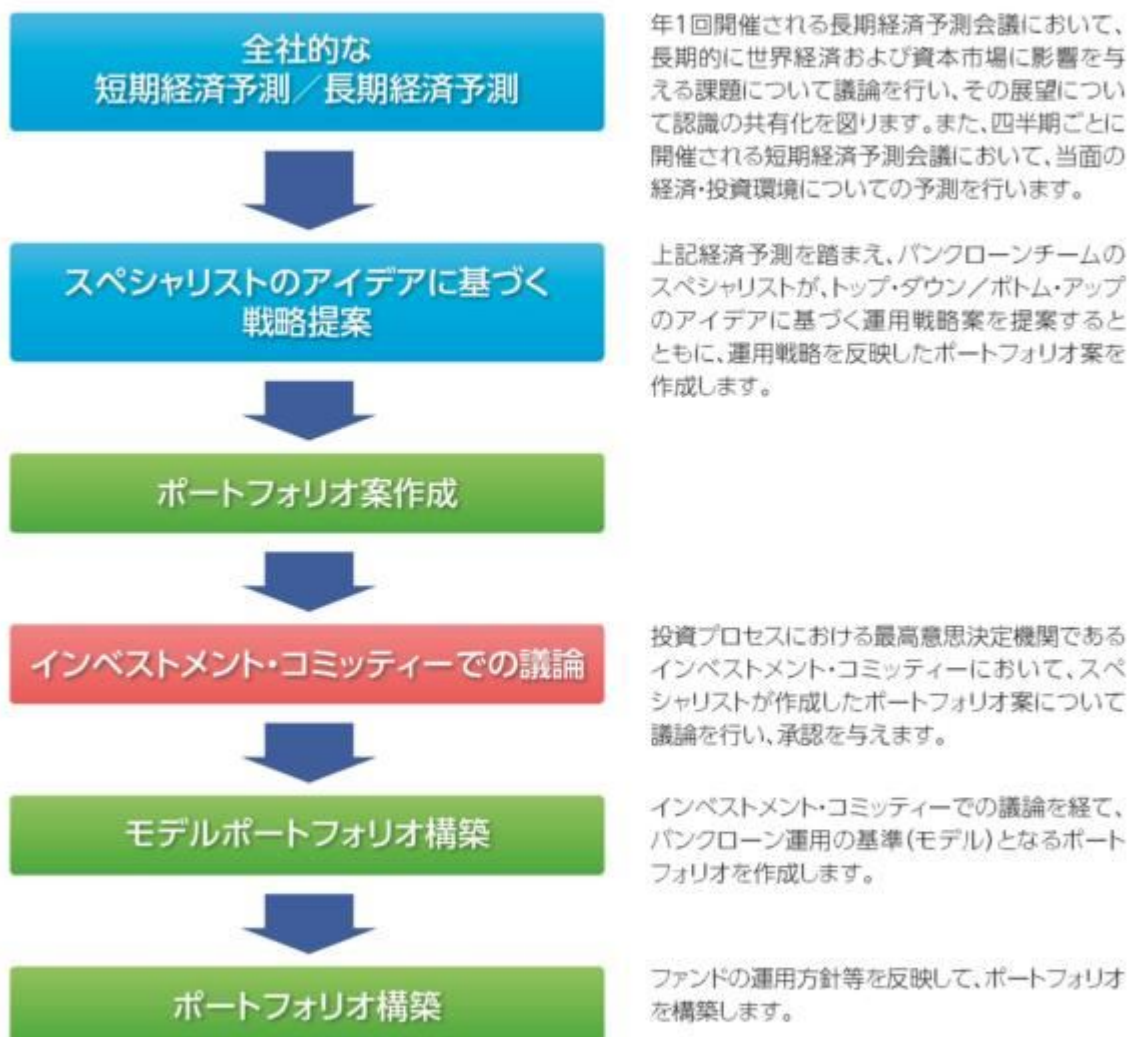 全社的な
短期経済予測／長期経済予測
年1回開催される長期経済予測会議において、
長期的に世界経済および資本市場に影響を与
える課題について議論を行い、その展望につい
て認識の共有化を図ります。また、四半期ごとに
開催される短期経済予測会議において、当面の
経済・投資環境についての予測を行います。
スペシャリストのアイデアに基づく
戦略提案
上記経済予測を踏まえ、バンクローンチームの
スペシャリストが、トップ・ダウン／ボトム・アップ
のアイデアに基づく運用戦略案を提案すると
ともに、運用戦略を反映したポートフォリオ案を
作成します。
ポートフォリオ案作成
インベストメント・コミッティーでの議論
投資プロセスにおける最高意思決定機関である
インベストメント・コミッティーにおいて、スペ
シャリストが作成したポートフォリオ案について
議論を行い、承認を与えます。
モデルポートフォリオ構築
インベストメント・コミッティーでの議論を経て、
バンクローン運用の基準(モデル)となるポート
フォリオを作成します。
ポートフォリオ構築
ファンドの運用方針等を反映して、ポートフォリオ
を構築します。